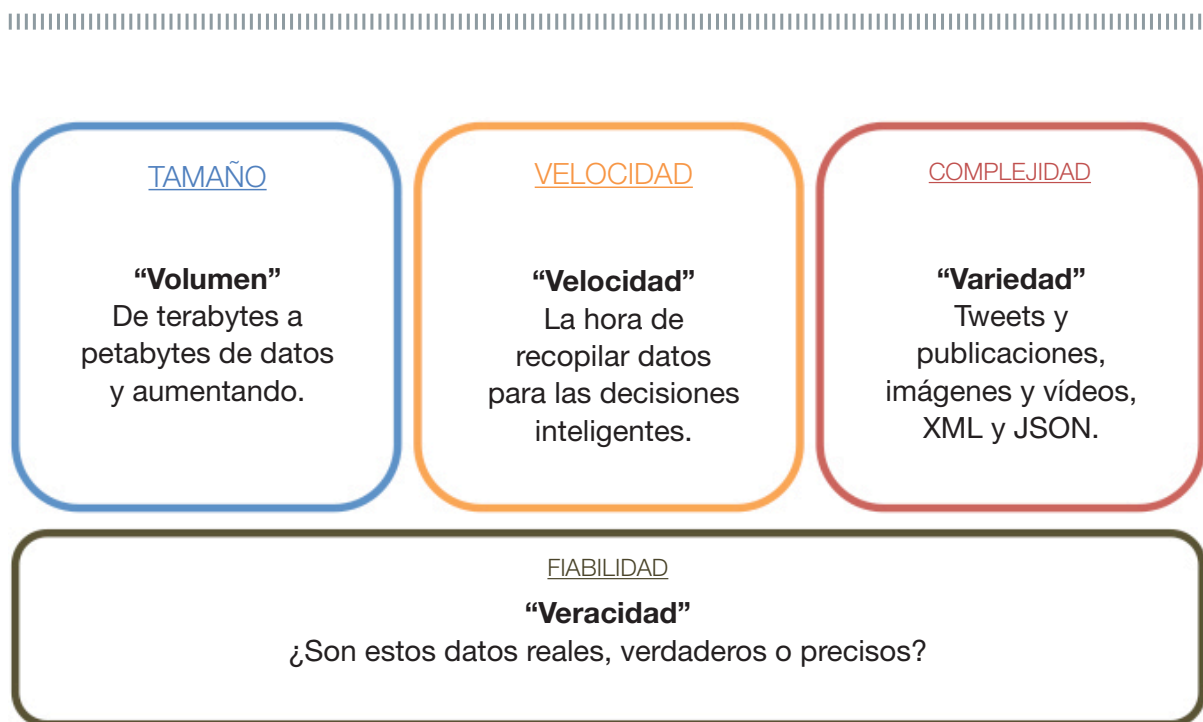 TAMAÑO
“Volumen”
De terabytes a
petabytes de datos
y aumentando.
VELOCIDAD
“Velocidad”
La hora de
recopilar datos
para las decisiones
inteligentes.
COMPLEJIDAD
“Variedad”
Tweets y
publicaciones,
imágenes y vídeos,
XML y JSON.
FIABILIDAD
“Veracidad”
¿Son estos datos reales, verdaderos o precisos?